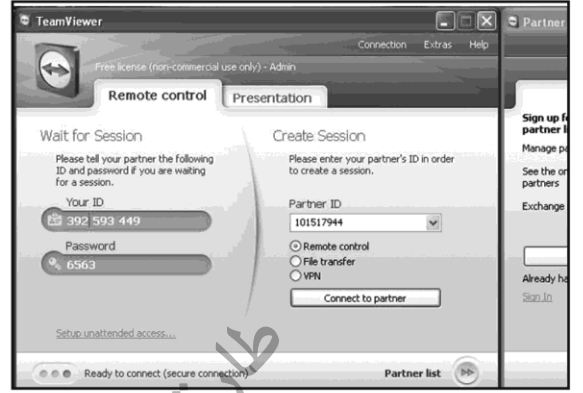 TeamViewer
Connection Extras Help
Free license (non-commercial use only) - Admin
Remote control Presentation
Wait for Session
Please tell your partner the following
ID and password if you are waiting
for a session.
Your ID
392 593 449
Password
6563
Setup unattended access...
Create Session
Please enter your partner's ID in order
to create a session.
Partner ID
101517944
Remote control
File transfer
VPN
Connect to partner
Ready to connect (secure connection)
Partner list
Partner
Sign up
partner
Manage
See the
partners
Exchange
Already
Sign In